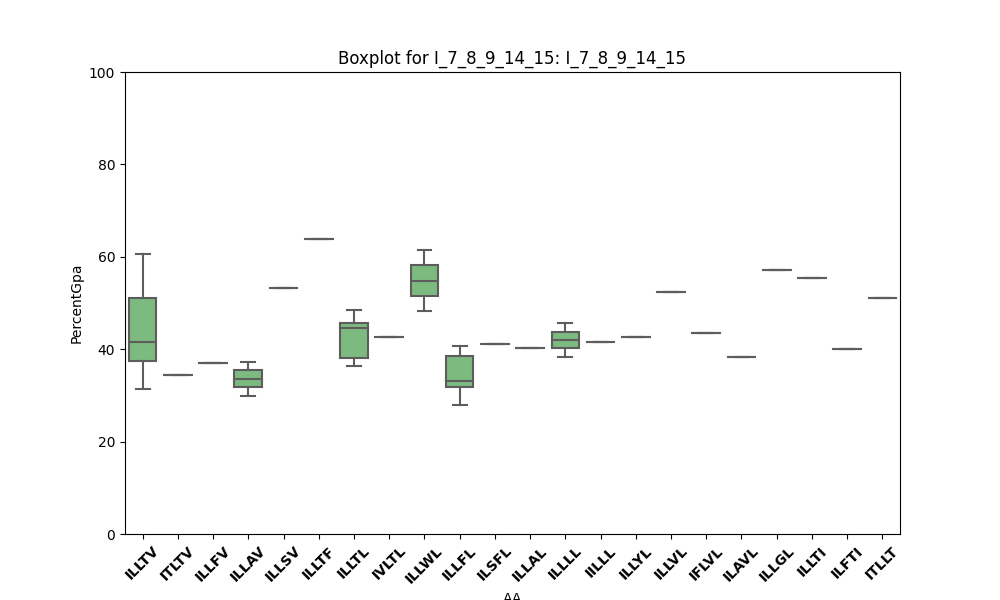 Boxplot for I_7_8_9_14_15: I_7_8_9_14_15
100
80
60
40
20
0
PercentGpa
ILLTV ITLTV ILLFV ILLAV ILLSV ILLTF ILLTL IVLTL ILLWL ILLFL ILSFL ILLAL ILLLL IILLL ILLYL ILLVL IFLVL ILAVL ILLGL ILLTI ILFTI ITLLT
AA